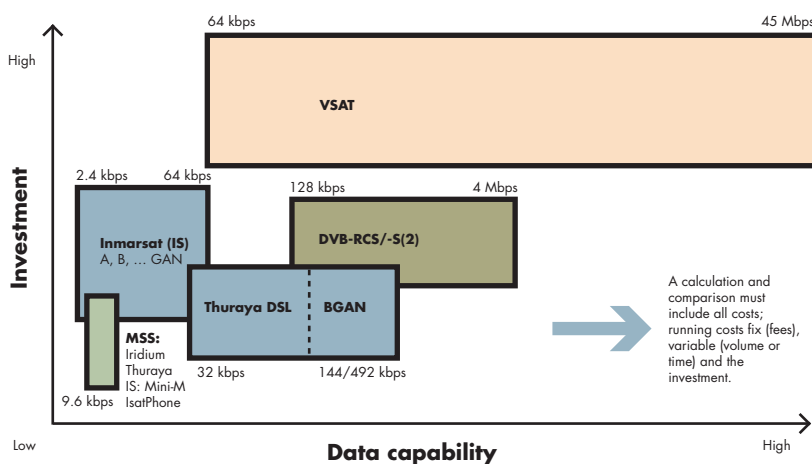 64 kbps
45 Mbps
High
VSAT
Investment
2.4 kbps
64 kbps
128 kbps
4 Mbps
Inmarsat (IS)
A, B, ... GAN
DVB-RCS/-S(2)
Thuraya DSL
BGAN
A calculation and
comparison must
include all costs;
running costs fix (fees),
variable (volume or
time) and the
investment.
MSS:
Iridium
Thuraya
IS: Mini-M
IsatPhone
32 kbps
144/492 kbps
9.6 kbps
Low
Data capability
High